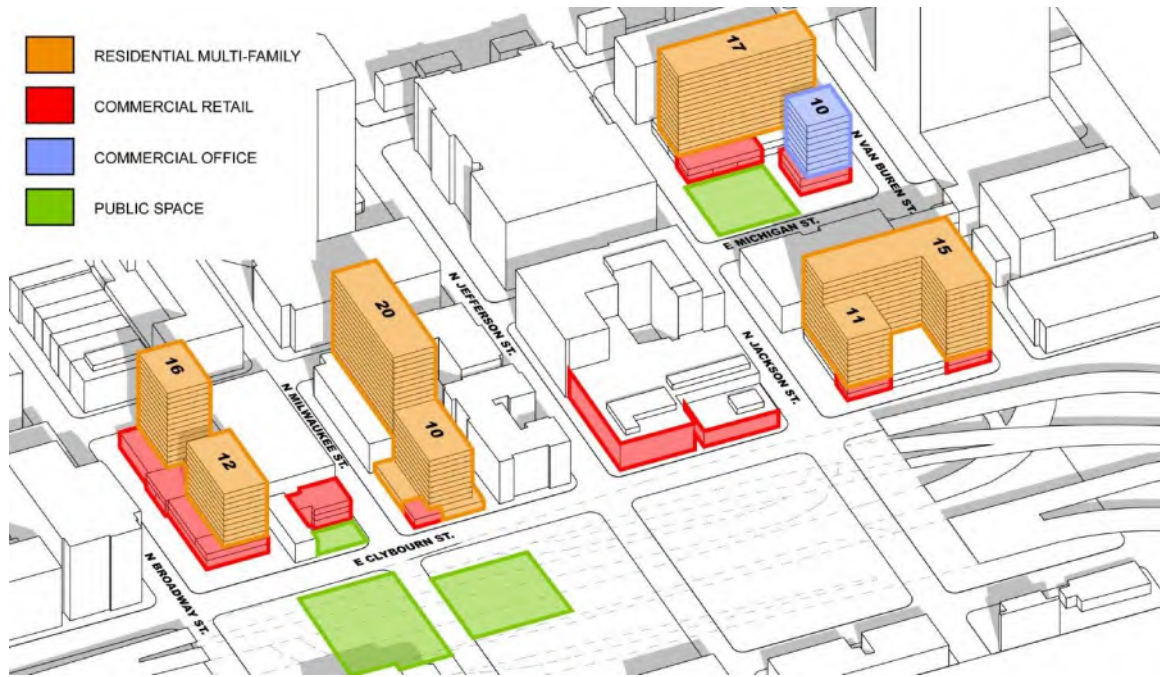 RESIDENTIAL MULTI-FAMILY
COMMERCIAL RETAIL
COMMERCIAL OFFICE
PUBLIC SPACE
17
10
N VAN BUREN ST.
E MICHIGAN ST.
15
11
20
N JEFFERSON ST.
N JACKSON ST.
16
N MILWAUKEE ST.
10
12
E CLYBOURN ST.
N BROADWAY ST.